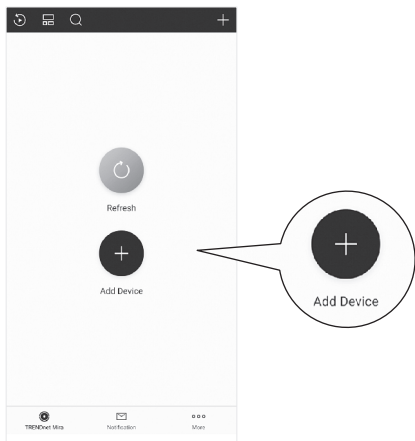 Refresh
Add Device
Add Device
TRENDnet Mira
Notification
More